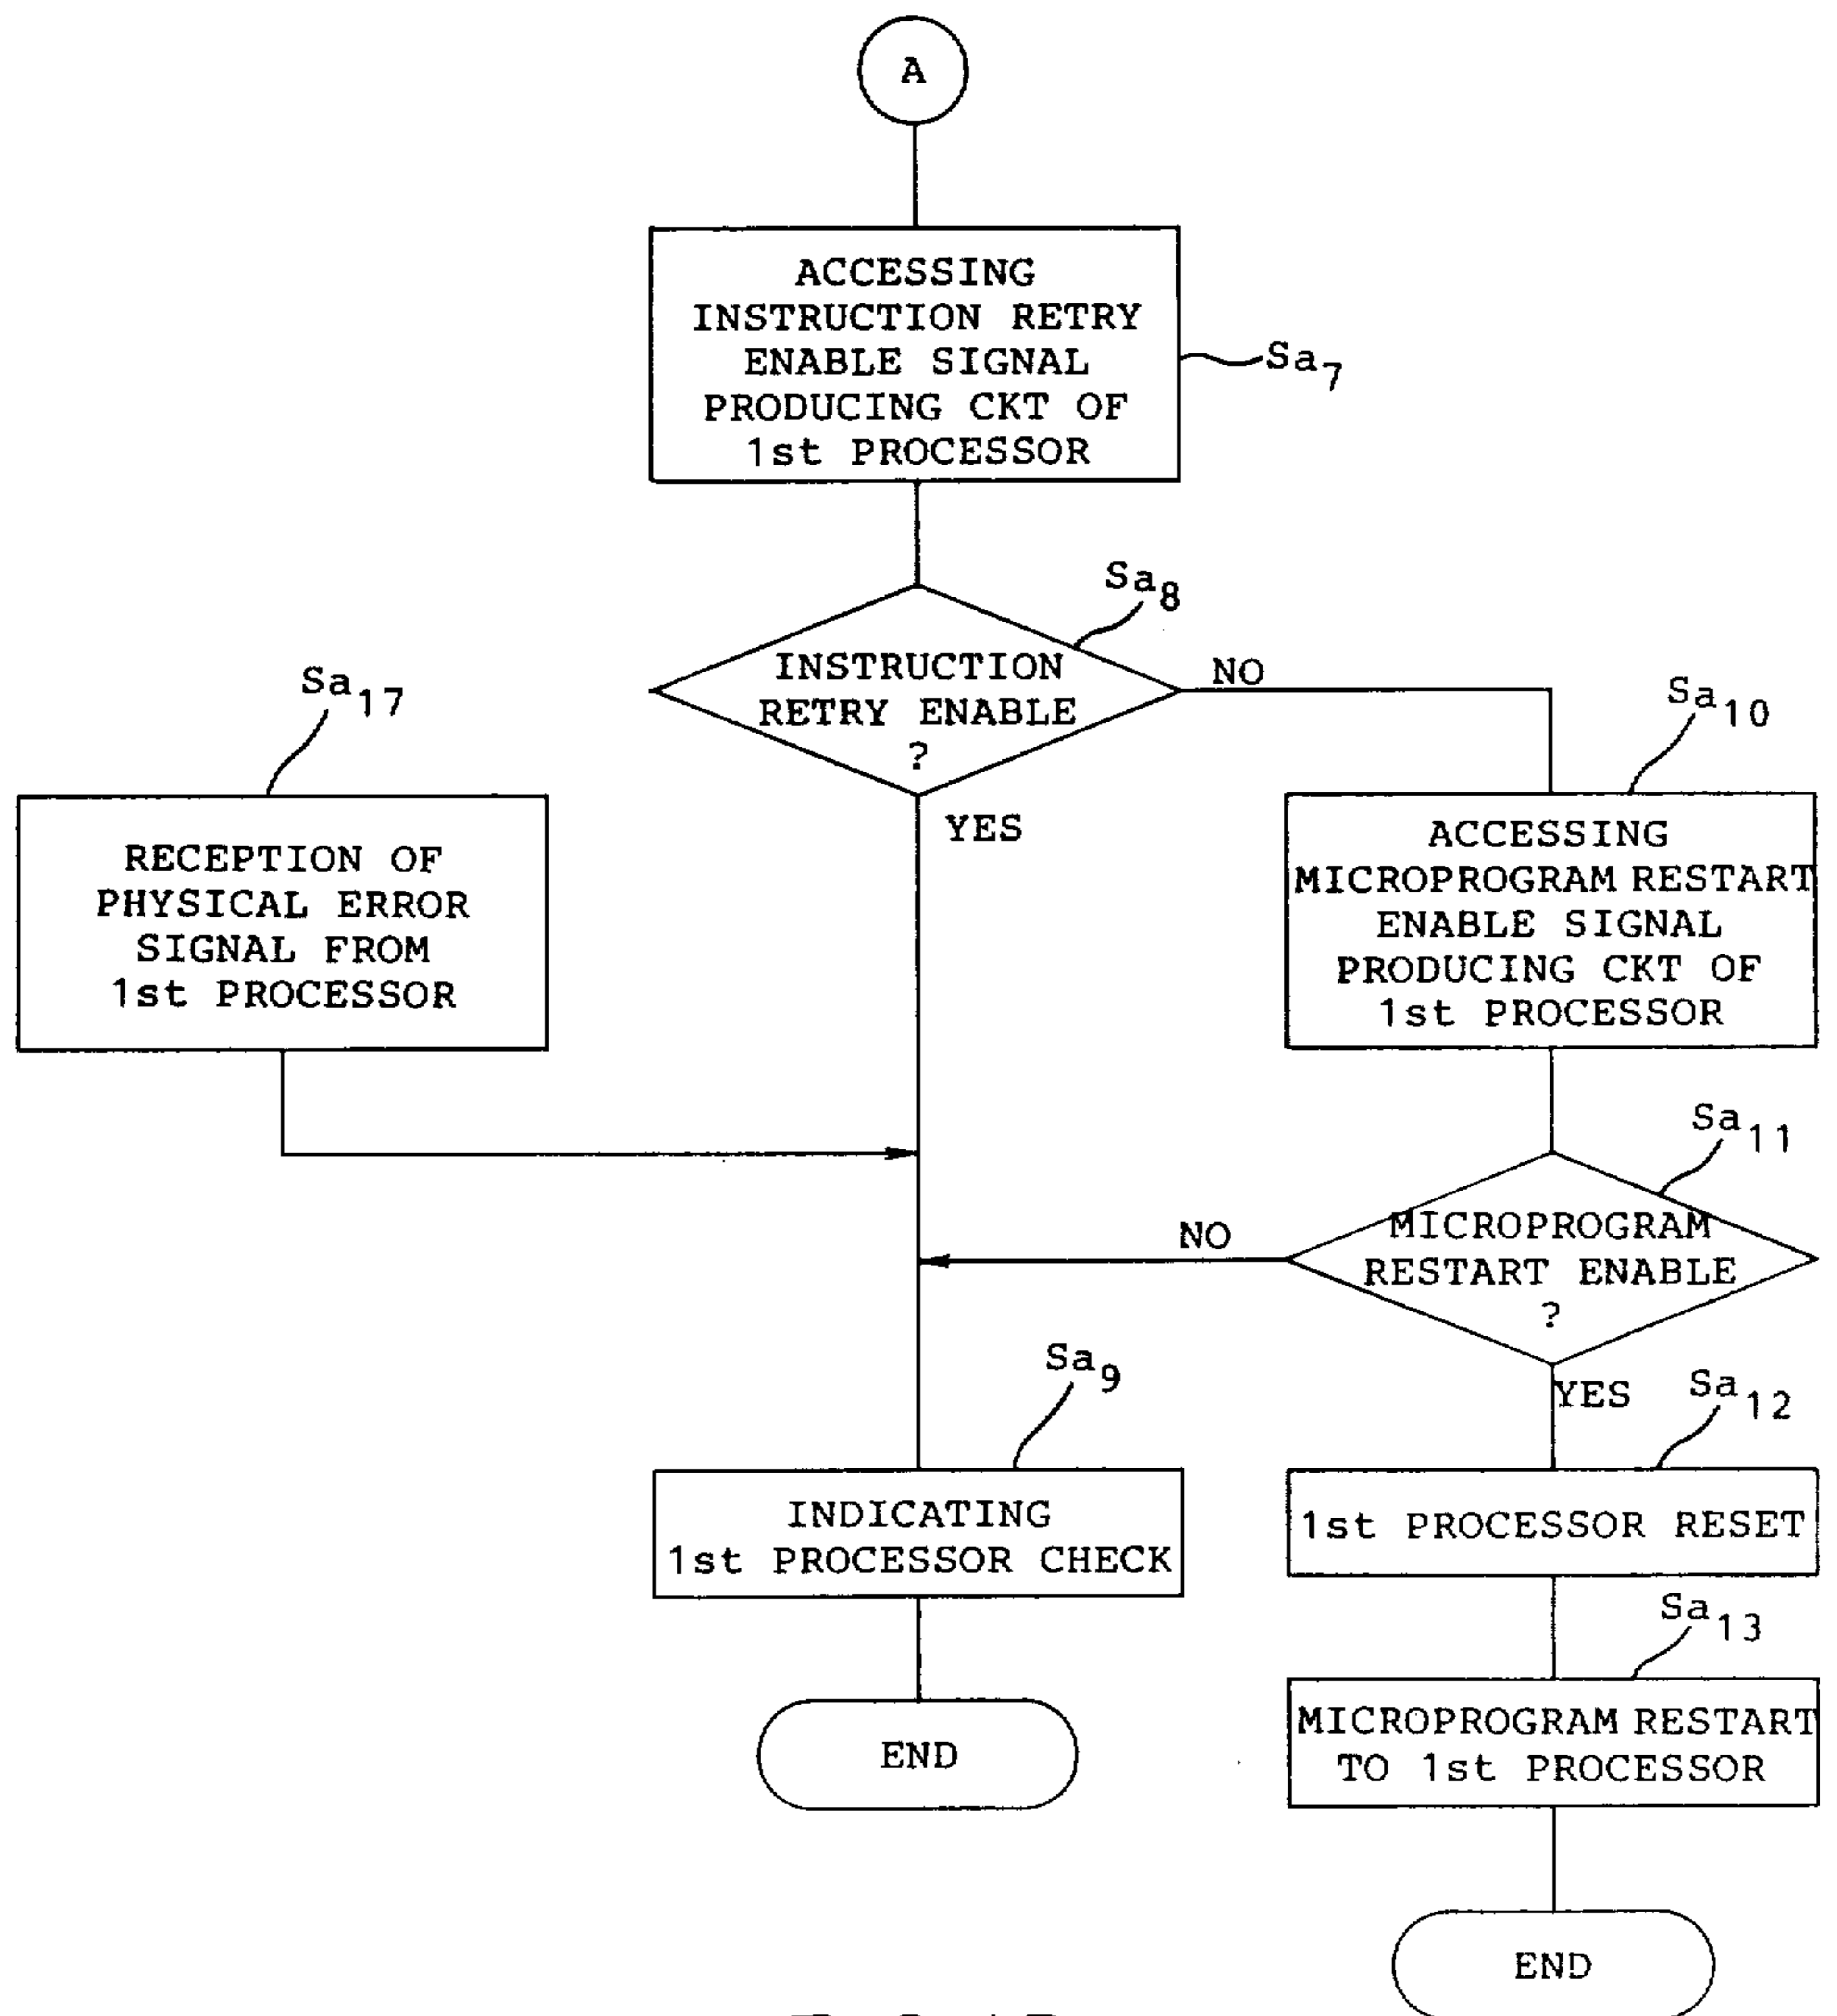 A
ACCESSING
INSTRUCTION RETRY
ENABLE SIGNAL
PRODUCING CKT OF
1st PROCESSOR
Sa7
Sa8
INSTRUCTION
RETRY ENABLE
?
NO
YES
Sa17
RECEPTION OF
PHYSICAL ERROR
SIGNAL FROM
1st PROCESSOR
Sa10
ACCESSING
MICROPROGRAM RESTART
ENABLE SIGNAL
PRODUCING CKT OF
1st PROCESSOR
Sa11
MICROPROGRAM
RESTART ENABLE
?
NO
YES
Sa9
INDICATING
1st PROCESSOR CHECK
END
Sa12
1st PROCESSOR RESET
Sa13
MICROPROGRAM RESTART
TO 1st PROCESSOR
END